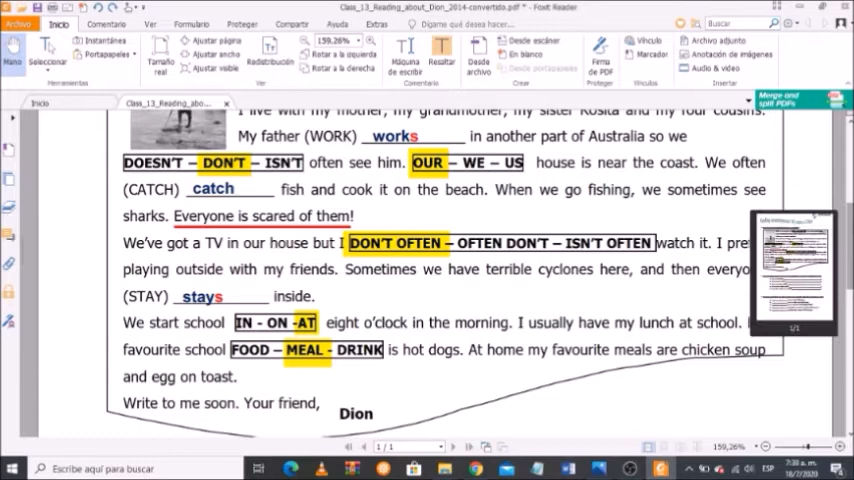 Class_13_Reading_about_Dion_2014-convertido.pdf * - Foxit Reader
Archivo Inicio Comentario Ver Formulario Proteger Compartir Ayuda Extras Dígame qué desea hacer... Buscar
Mano
Seleccionar
Instantánea
Portapapeles
Herramientas
Tamaño real
Ajustar página
Ajustar ancho
Ajustar visible
Redistribución
159,26%
Rotar a la izquierda
Rotar a la derecha
Ver
Máquina de escribir
Resaltar
Comentario
Desde archivo
Desde escáner
En blanco
Desde portapapeles
Crear
Firma de PDF
Proteger
Vínculo
Marcador
Vínculos
Archivo adjunto
Anotación de imágenes
Audio & video
Insertar
Inicio Class_13_Reading_abo...
Merge and split PDFs
I live with my mother, my grandmother, my sister Rosita and my four cousins.
My father (WORK) works in another part of Australia so we
DOESN'T – DON'T – ISN'T often see him. OUR – WE – US house is near the coast. We often
(CATCH) catch fish and cook it on the beach. When we go fishing, we sometimes see
sharks. Everyone is scared of them!
We've got a TV in our house but I DON'T OFTEN – OFTEN DON'T – ISN'T OFTEN watch it. I
playing outside with my friends. Sometimes we have terrible cyclones here, and then
(STAY) stays inside.
We start school IN - ON -AT eight o'clock in the morning. I usually have my lunch at school.
favourite school FOOD – MEAL - DRINK is hot dogs. At home my favourite meals are chicken soup
and egg on toast.
Write to me soon. Your friend,
Dion
1/1
1 / 1
159,26%
Escribe aquí para buscar
ESP
7:38 a. m.
18/7/2020